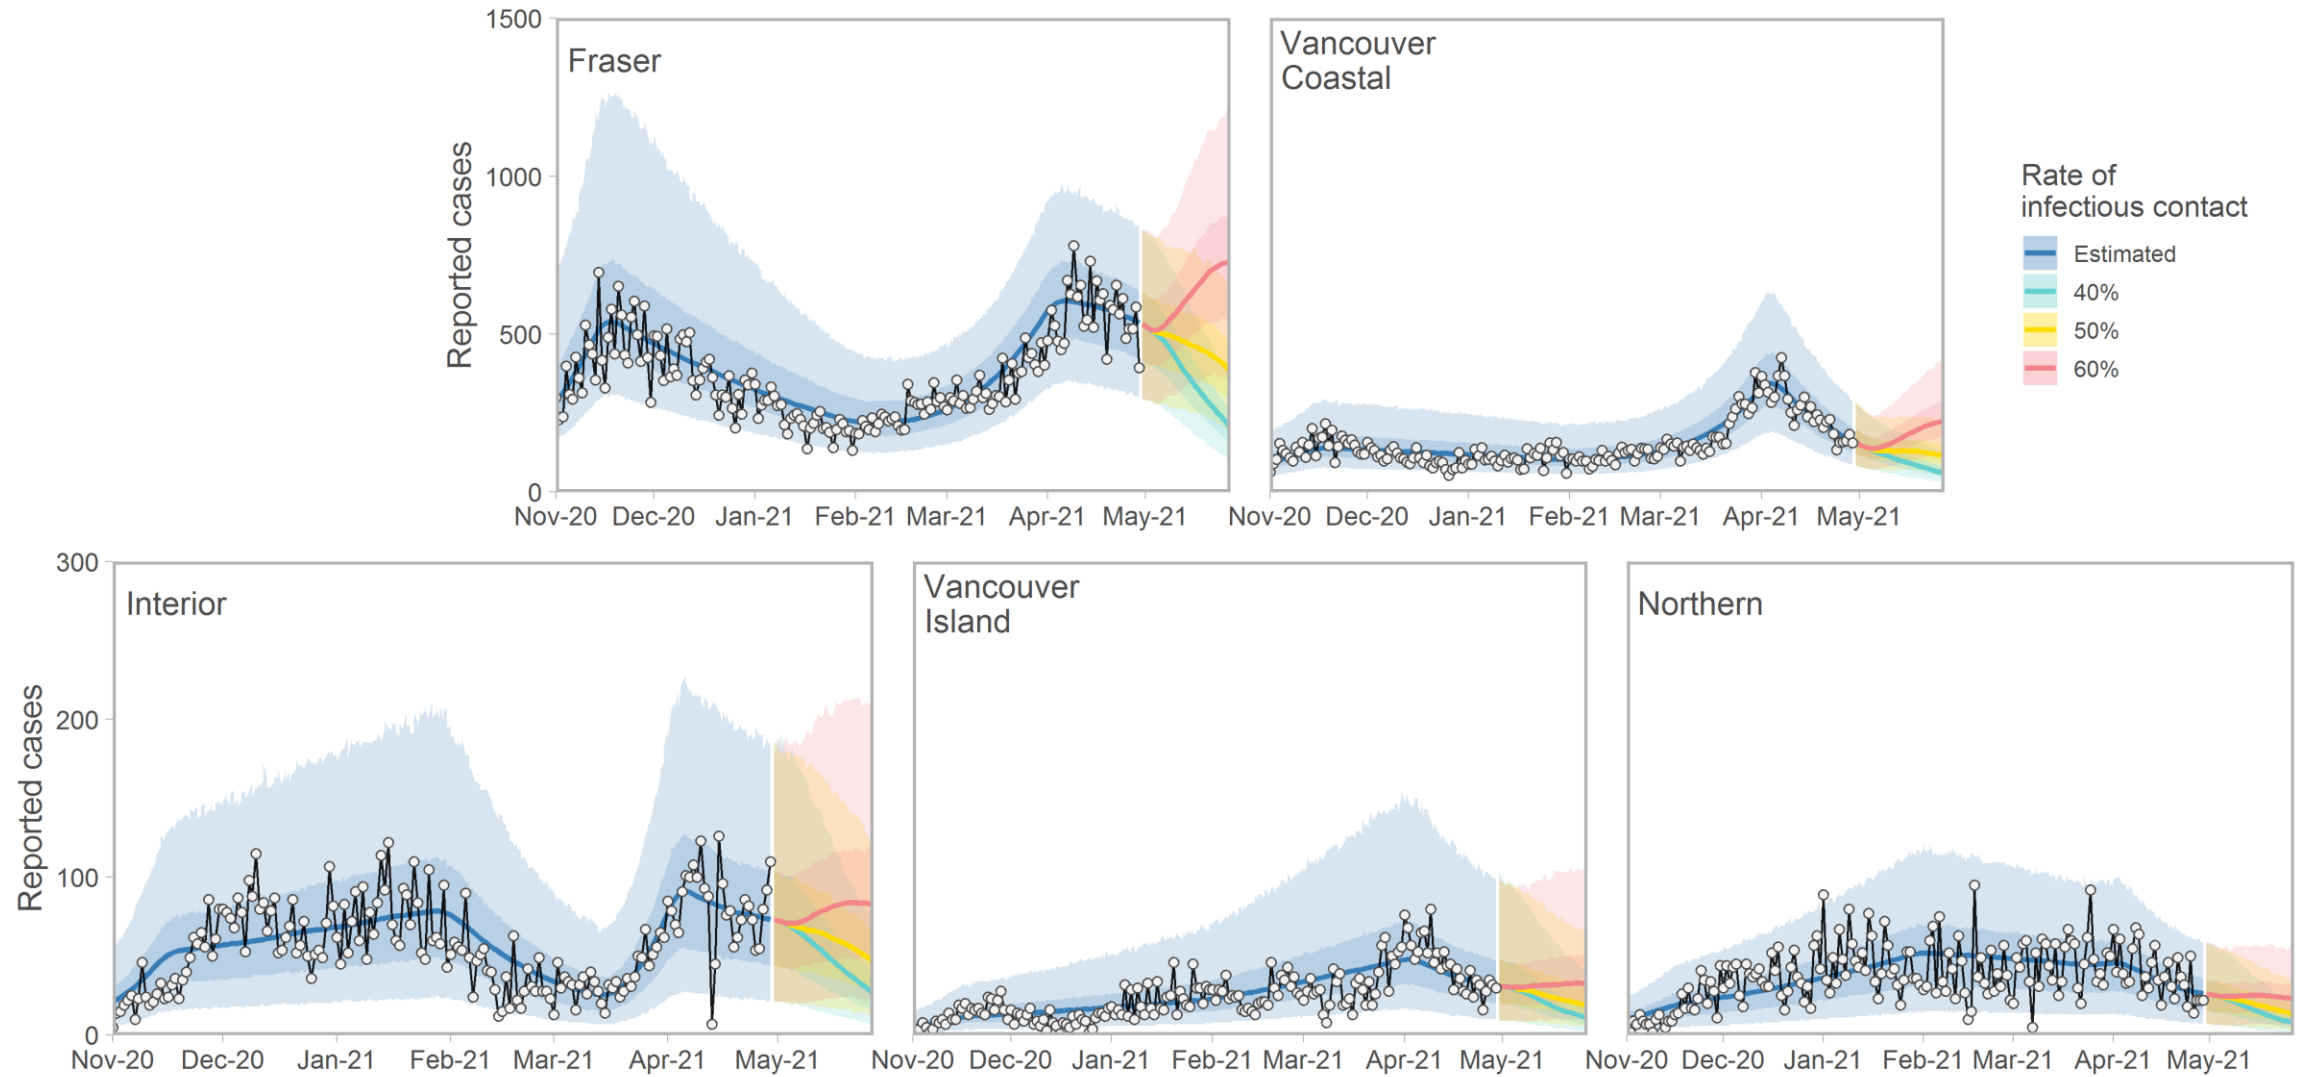 1500
1000
500
0
Reported cases
Fraser
Nov-20 Dec-20 Jan-21 Feb-21 Mar-21 Apr-21 May-21
Vancouver
Coastal
Nov-20 Dec-20 Jan-21 Feb-21 Mar-21 Apr-21 May-21
Rate of
infectious contact
Estimated
40%
50%
60%
300
200
100
0
Reported cases
Interior
Nov-20 Dec-20 Jan-21 Feb-21 Mar-21 Apr-21 May-21
Vancouver
Island
Nov-20 Dec-20 Jan-21 Feb-21 Mar-21 Apr-21 May-21
Northern
Nov-20 Dec-20 Jan-21 Feb-21 Mar-21 Apr-21 May-21